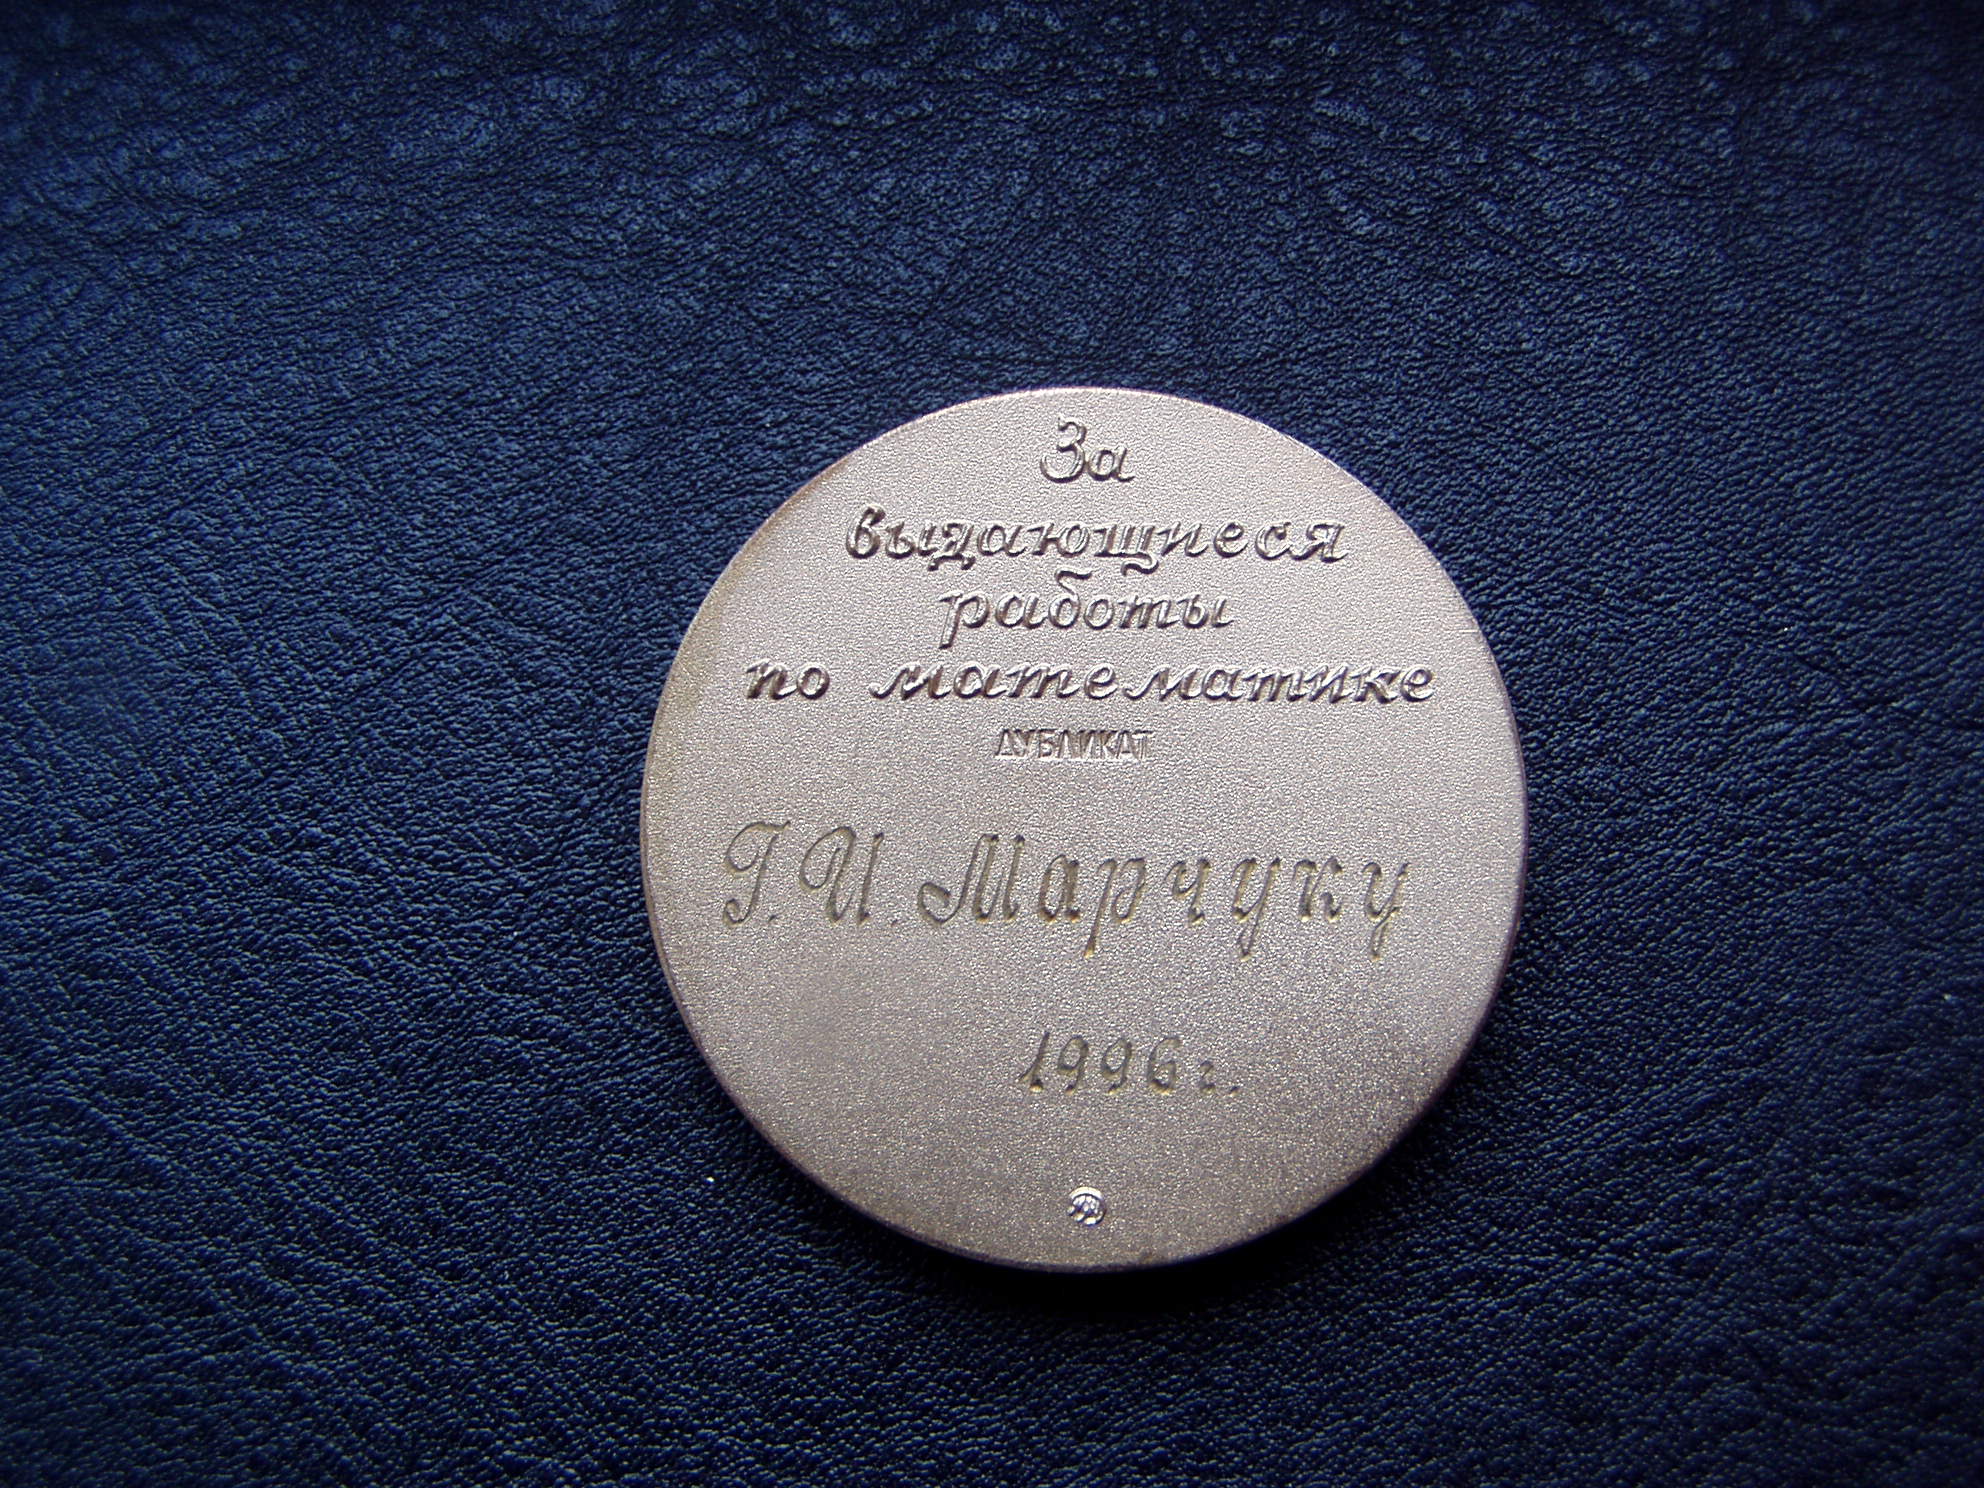 За
выдающиеся
работы
по математике
ДУБЛИКАТ
Г. И. Марчуку
1996 г.